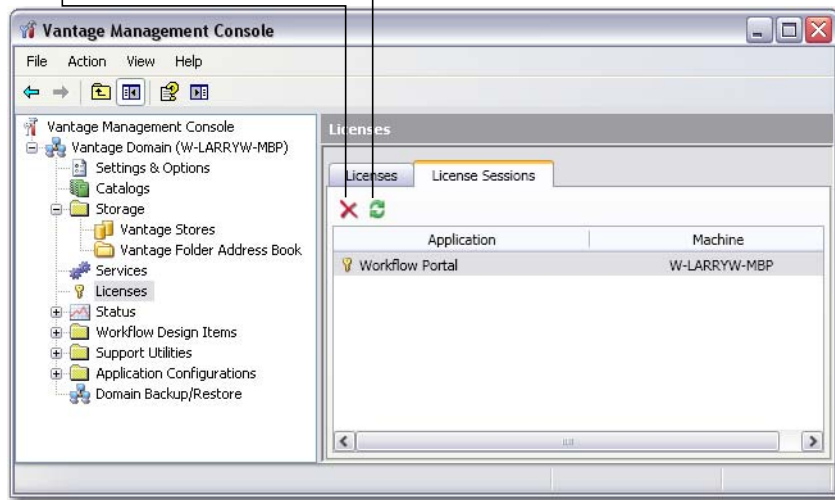 Vantage Management Console
File Action View Help
Vantage Management Console
Vantage Domain (W-LARRYW-MBP)
Settings & Options
Catalogs
Storage
Vantage Stores
Vantage Folder Address Book
Services
Licenses
Status
Workflow Design Items
Support Utilities
Application Configurations
Domain Backup/Restore
Licenses
Licenses License Sessions
Application Machine
Workflow Portal W-LARRYW-MBP